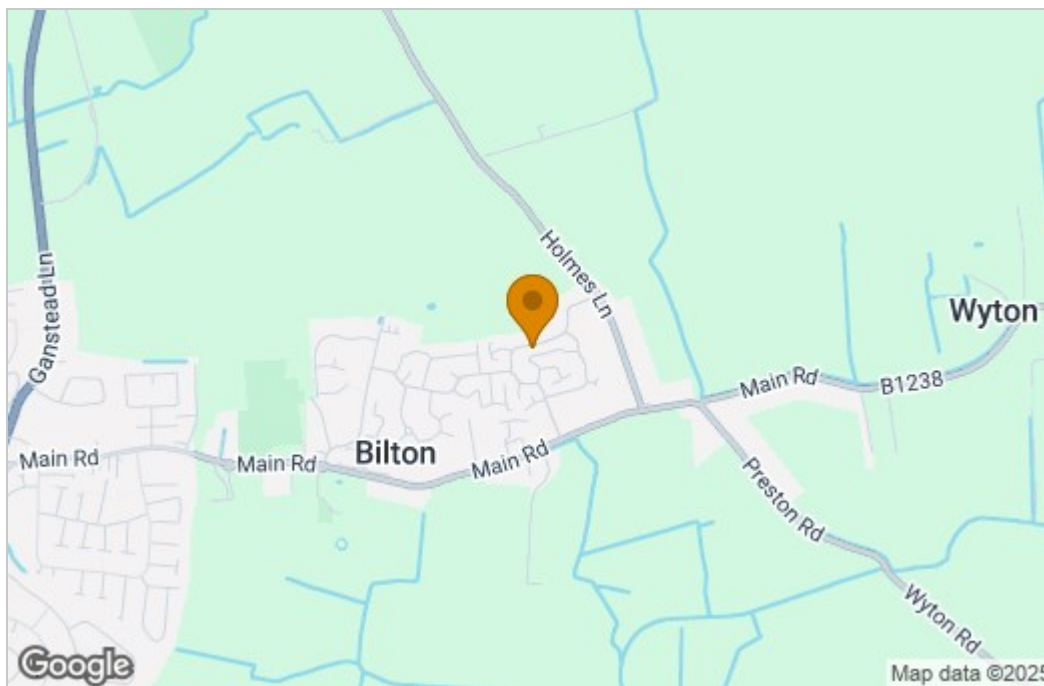 Ganstead Ln
Holmes Ln
Wyton
Main Rd
B1238
Main Rd
Main Rd
Bilton
Main Rd
Preston Rd
Wyton Rd
Google
Map data ©2025